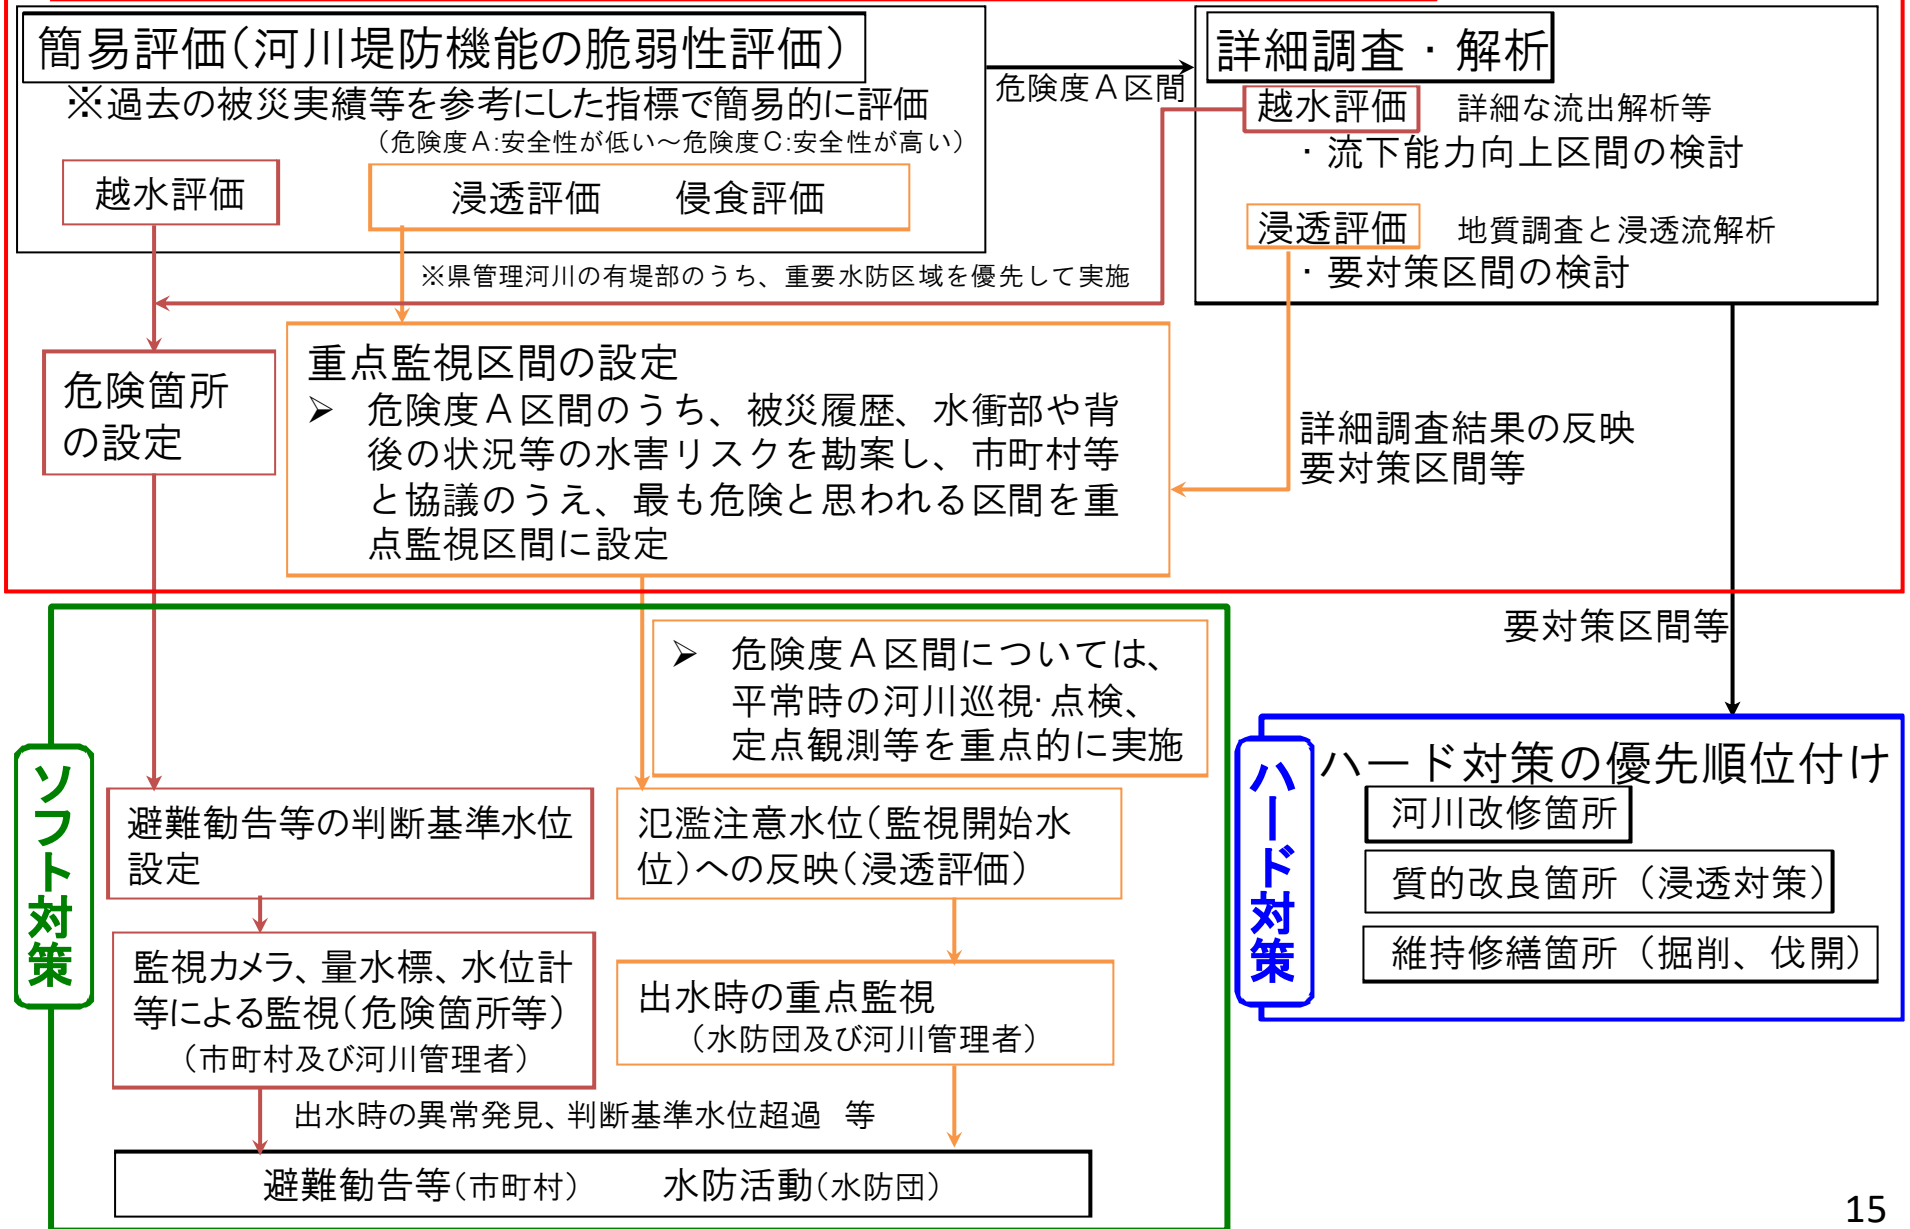 簡易評価(河川堤防機能の脆弱性評価)
※過去の被災実績等を参考にした指標で簡易的に評価
(危険度A:安全性が低い～危険度C:安全性が高い)
越水評価
浸透評価　侵食評価
危険度A区間
詳細調査・解析
越水評価　詳細な流出解析等
・流下能力向上区間の検討
浸透評価　地質調査と浸透流解析
・要対策区間の検討
※県管理河川の有堤部のうち、重要水防区域を優先して実施
危険箇所
の設定
重点監視区間の設定
➢ 危険度A区間のうち、被災履歴、水衝部や背
後の状況等の水害リスクを勘案し、市町村等
と協議のうえ、最も危険と思われる区間を重
点監視区間に設定
詳細調査結果の反映
要対策区間等
要対策区間等
ソフト対策
➢ 危険度A区間については、
平常時の河川巡視・点検、
定点観測等を重点的に実施
避難勧告等の判断基準水位
設定
氾濫注意水位(監視開始水
位)への反映(浸透評価)
監視カメラ、量水標、水位計
等による監視(危険箇所等)
(市町村及び河川管理者)
出水時の重点監視
(水防団及び河川管理者)
出水時の異常発見、判断基準水位超過　等
避難勧告等(市町村)　水防活動(水防団)
ハード対策
ハード対策の優先順位付け
河川改修箇所
質的改良箇所(浸透対策)
維持修繕箇所(掘削、伐開)
15